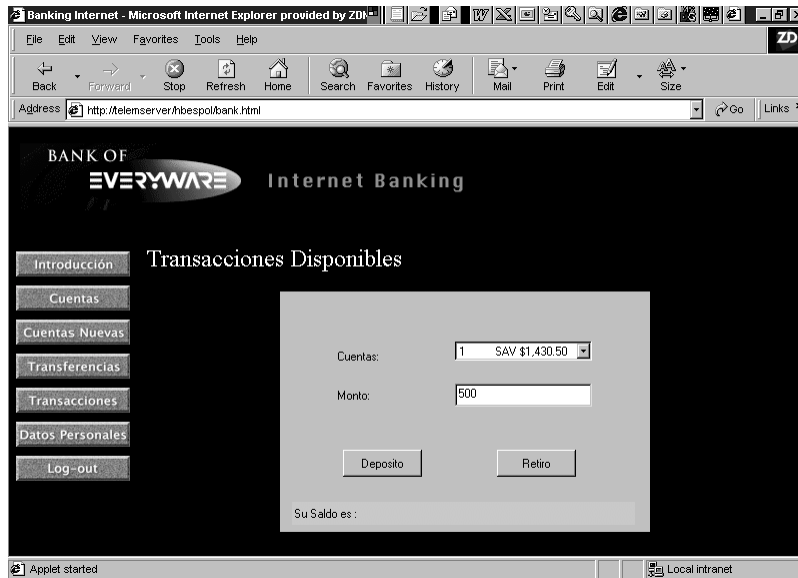 Banking Internet - Microsoft Internet Explorer provided by ZD
File Edit View Favorites Tools Help
ZD
Back Forward Stop Refresh Home Search Favorites History Mail Print Edit Size
Address http://telemserver/hbespol/bank.html Go Links
BANK OF
EVERYWARE Internet Banking
Transacciones Disponibles
Introducción
Cuentas
Cuentas Nuevas
Transferencias
Transacciones
Datos Personales
Log-out
Cuentas: 1 SAV $1,430.50
Monto: 500
Deposito Retiro
Su Saldo es :
Applet started Local intranet